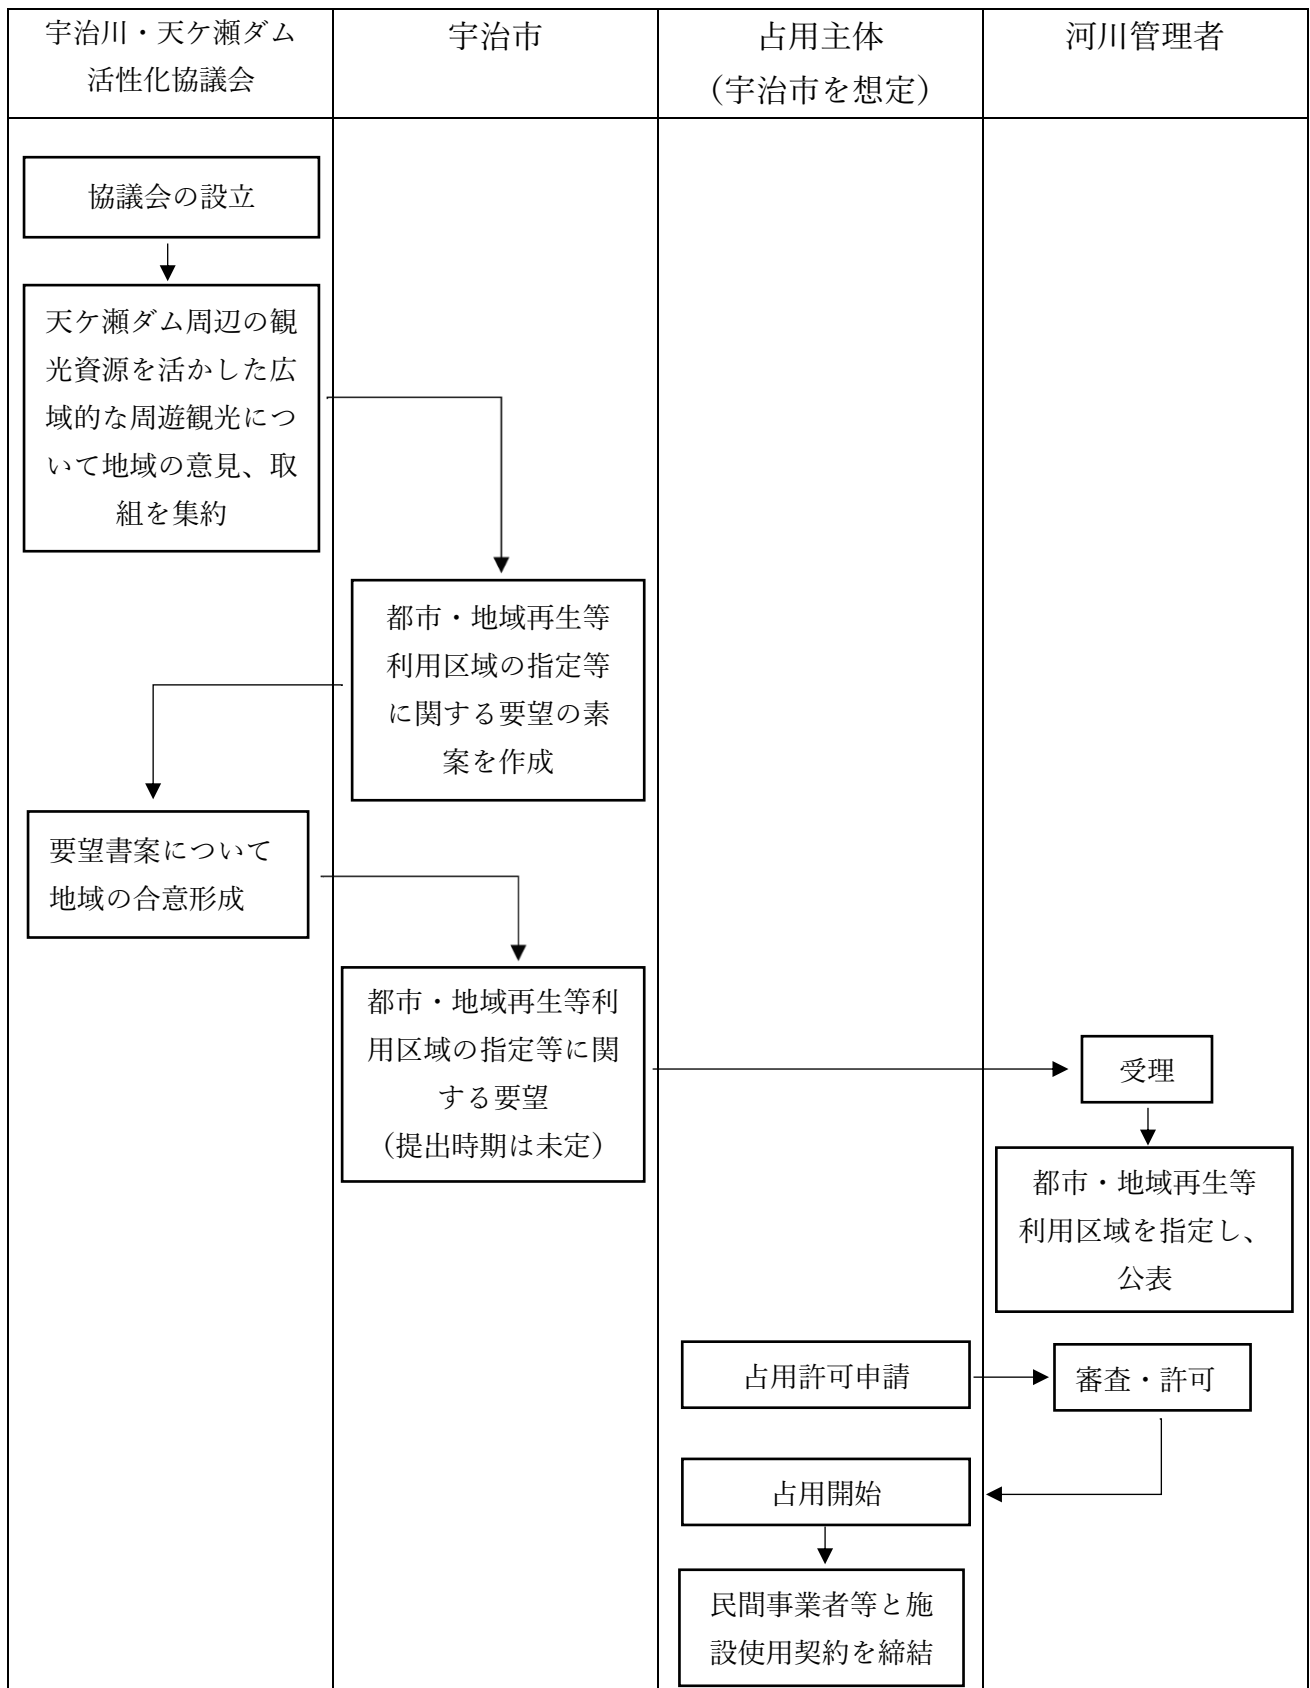 宇治川・天ケ瀬ダム
活性化協議会
宇治市
占用主体
（宇治市を想定）
河川管理者
協議会の設立
天ケ瀬ダム周辺の観
光資源を活かした広
域的な周遊観光につ
いて地域の意見、取
組を集約
都市・地域再生等
利用区域の指定等
に関する要望の素
案を作成
要望書案について
地域の合意形成
都市・地域再生等利
用区域の指定等に関
する要望
（提出時期は未定）
受理
都市・地域再生等
利用区域を指定し、
公表
占用許可申請
審査・許可
占用開始
民間事業者等と施
設使用契約を締結